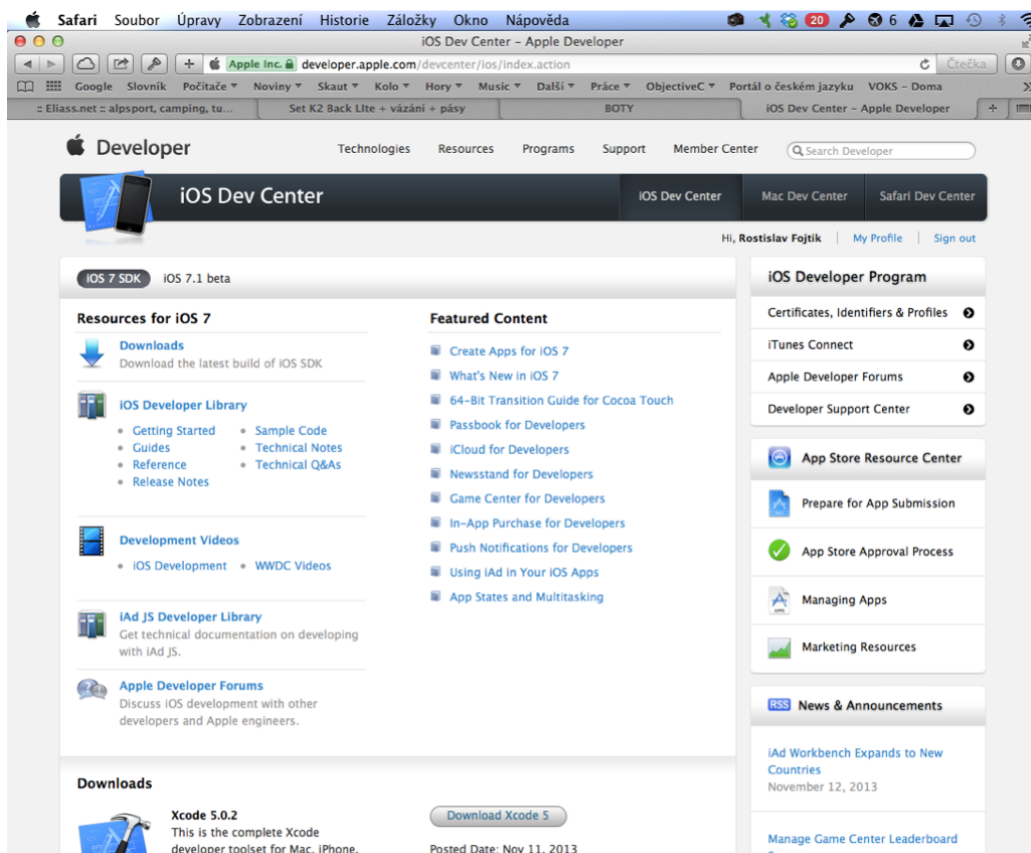 Safari Soubor Úpravy Zobrazení Historie Záložky Okno Nápověda 20 6
iOS Dev Center – Apple Developer
Apple Inc. developer.apple.com/devcenter/ios/index.action Čtečka
Google Slovník Počítače Noviny Skaut Kolo Hory Music Další Práce ObjectiveC Portál o českém jazyku VOKS – Doma
:: Eliass.net :: alpsport, camping, tu... Set K2 Back LIte + vázání + pásy BOTY iOS Dev Center – Apple Developer
Developer
Technologies Resources Programs Support Member Center Search Developer
iOS Dev Center
iOS Dev Center Mac Dev Center Safari Dev Center
Hi, Rostislav Fojtik My Profile Sign out
iOS 7 SDK iOS 7.1 beta
Resources for iOS 7
Downloads
Download the latest build of iOS SDK
iOS Developer Library
Getting Started
Guides
Reference
Release Notes
Sample Code
Technical Notes
Technical Q&As
Development Videos
iOS Development WWDC Videos
iAd JS Developer Library
Get technical documentation on developing
with iAd JS.
Apple Developer Forums
Discuss iOS development with other
developers and Apple engineers.
Featured Content
Create Apps for iOS 7
What's New in iOS 7
64-Bit Transition Guide for Cocoa Touch
Passbook for Developers
iCloud for Developers
Newsstand for Developers
Game Center for Developers
In-App Purchase for Developers
Push Notifications for Developers
Using iAd in Your iOS Apps
App States and Multitasking
iOS Developer Program
Certificates, Identifiers & Profiles
iTunes Connect
Apple Developer Forums
Developer Support Center
App Store Resource Center
Prepare for App Submission
App Store Approval Process
Managing Apps
Marketing Resources
RSS News & Announcements
iAd Workbench Expands to New
Countries
November 12, 2013
Manage Game Center Leaderboard
Downloads
Xcode 5.0.2
This is the complete Xcode
developer toolset for Mac, iPhone,
Download Xcode 5
Posted Date: Nov 11, 2013